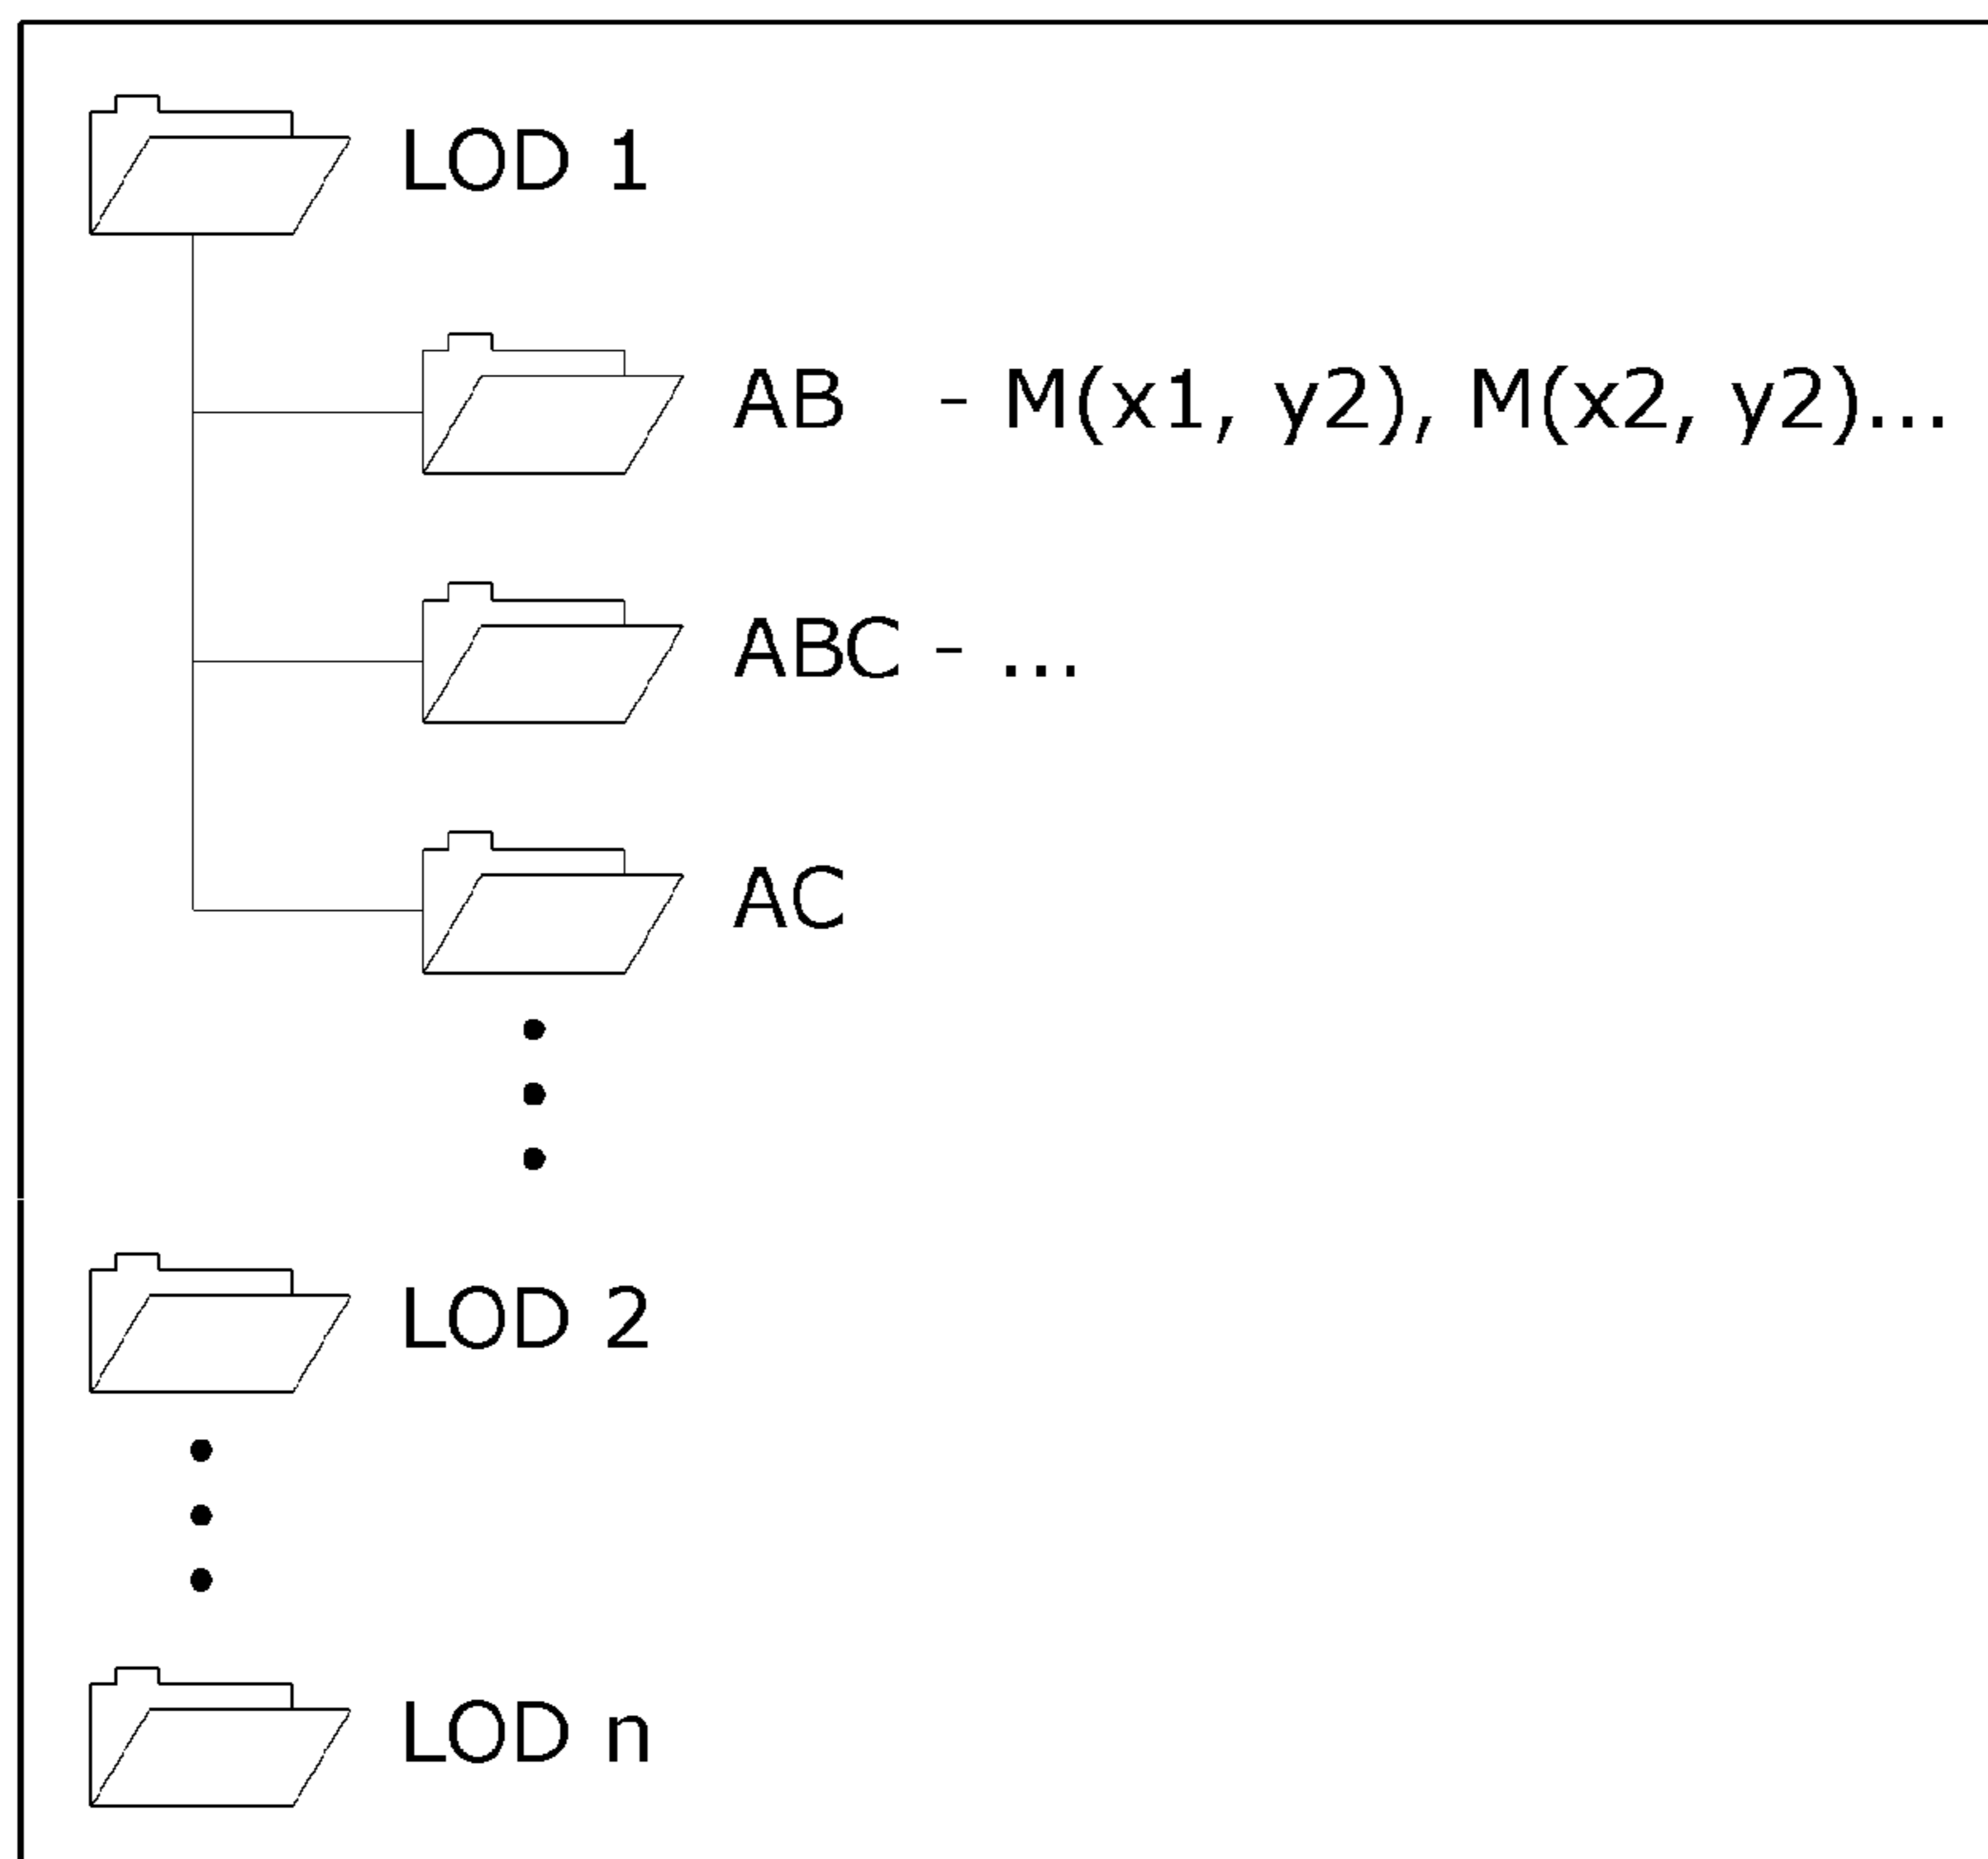 LOD 1
AB - M(x1, y2), M(x2, y2)...
ABC - ...
AC
LOD 2
LOD n